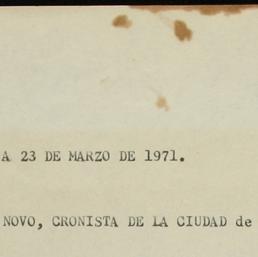 A 23 DE MARZO DE 1971.
NOVO, CRONISTA DE LA CIUDAD de